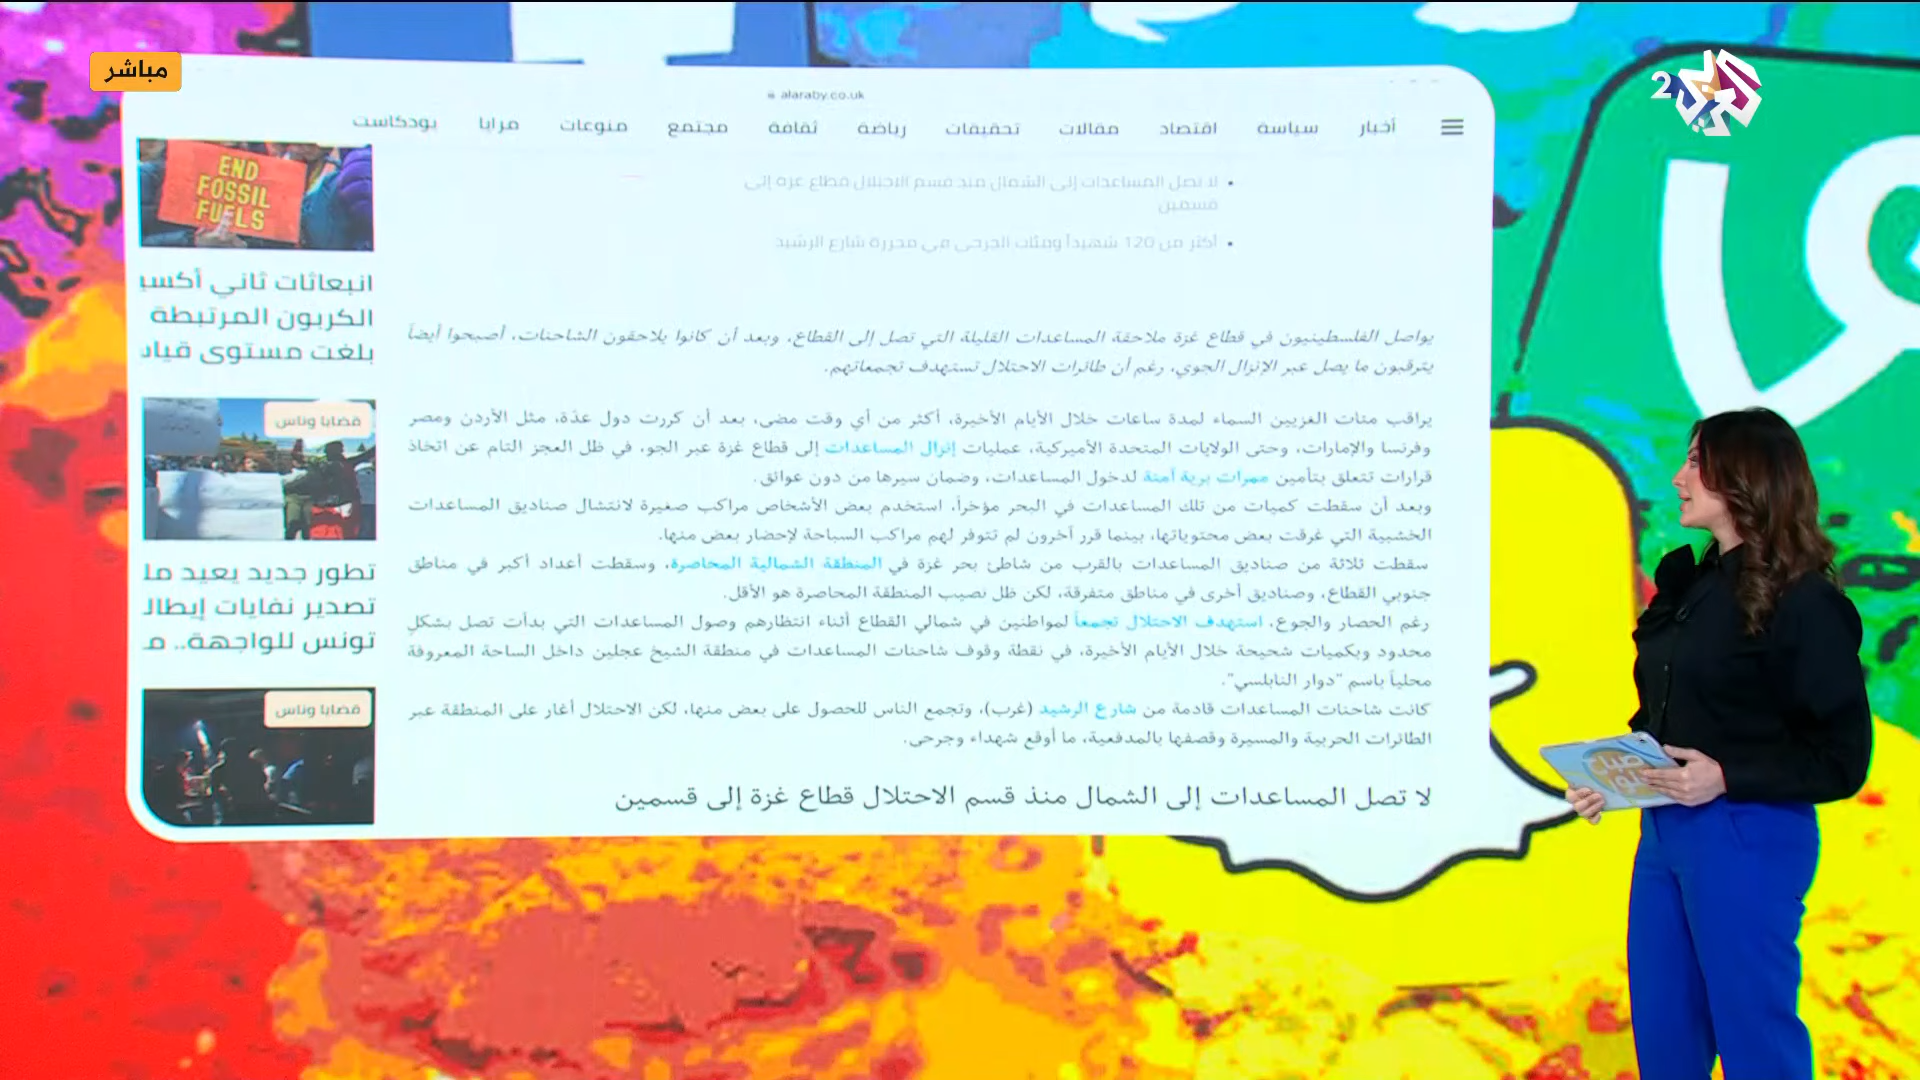 مباشر
العربي 2
alaraby.co.uk
أخبار سياسة اقتصاد مقالات تحقيقات رياضة ثقافة مجتمع منوعات مرايا بودكاست
لا تصل المساعدات إلى الشمال منذ قسم الاحتلال قطاع غزة إلى
قسمين
أكثر من 120 شهيداً ومئات الجرحى في مجزرة شارع الرشيد
يواصل الفلسطينيون في قطاع غزة ملاحقة المساعدات القليلة التي تصل إلى القطاع، وبعد أن كانوا يلاحقون الشاحنات، أصبحوا أيضاً
يترقبون ما يصل عبر الإنزال الجوي، رغم أن طائرات الاحتلال تستهدف تجمعاتهم.
يراقب مئات الغزيين السماء لمدة ساعات خلال الأيام الأخيرة، أكثر من أي وقت مضى، بعد أن كررت دول عدّة، مثل الأردن ومصر
وفرنسا والإمارات، وحتى الولايات المتحدة الأميركية، عمليات إنزال المساعدات إلى قطاع غزة عبر الجو، في ظل العجز التام عن اتخاذ
قرارات تتعلق بتأمين ممرات برية آمنة لدخول المساعدات، وضمان سيرها من دون عوائق.
وبعد أن سقطت كميات من تلك المساعدات في البحر مؤخراً، استخدم بعض الأشخاص مراكب صغيرة لانتشال صناديق المساعدات
الخشبية التي غرقت بعض محتوياتها، بينما قرر آخرون لم تتوفر لهم مراكب السباحة لإحضار بعض منها.
سقطت ثلاثة من صناديق المساعدات بالقرب من شاطئ بحر غزة في المنطقة الشمالية المحاصرة، وسقطت أعداد أكبر في مناطق
جنوبي القطاع، وصناديق أخرى في مناطق متفرقة، لكن ظل نصيب المنطقة المحاصرة هو الأقل.
رغم الحصار والجوع، استهدف الاحتلال تجمعاً لمواطنين في شمالي القطاع أثناء انتظارهم وصول المساعدات التي بدأت تصل بشكلٍ
محدود وبكميات شحيحة خلال الأيام الأخيرة، في نقطة وقوف شاحنات المساعدات في منطقة الشيخ عجلين داخل الساحة المعروفة
محلياً باسم "دوار النابلسي".
كانت شاحنات المساعدات قادمة من شارع الرشيد (غرب)، وتجمع الناس للحصول على بعض منها، لكن الاحتلال أغار على المنطقة عبر
الطائرات الحربية والمسيرة وقصفها بالمدفعية، ما أوقع شهداء وجرحى.
لا تصل المساعدات إلى الشمال منذ قسم الاحتلال قطاع غزة إلى قسمين
END
FOSSIL
FUELS
انبعاثات ثاني أكسيـ
الكربون المرتبطة
بلغت مستوى قياسـ
قضايا وناس
تطور جديد يعيد ملـ
تصدير نفايات إيطالـ
تونس للواجهة.. مـ
قضايا وناس
صباح
النور